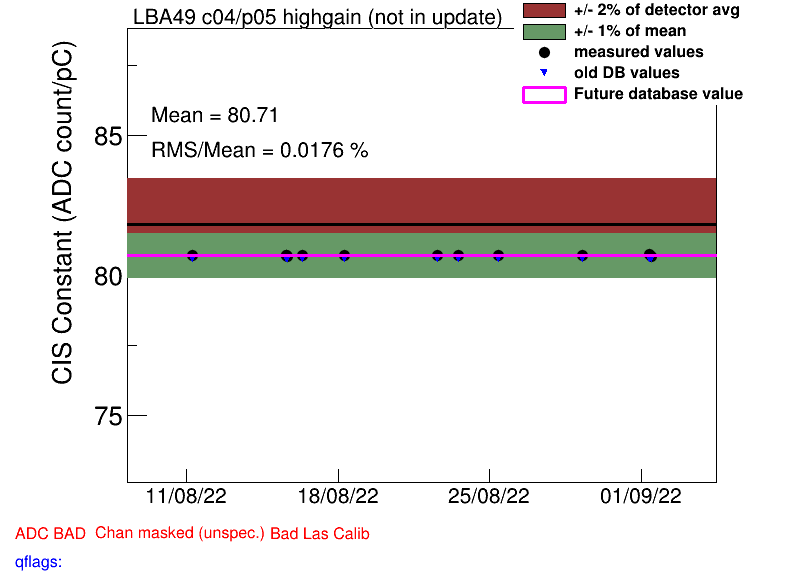 LBA49 c04/p05 highgain (not in update)
+/- 2% of detector avg
+/- 1% of mean
measured values
old DB values
Future database value
Mean = 80.71
RMS/Mean = 0.0176 %
CIS Constant (ADC count/pC)
85
80
75
11/08/22 18/08/22 25/08/22 01/09/22
ADC BAD Chan masked (unspec.) Bad Las Calib
qflags: